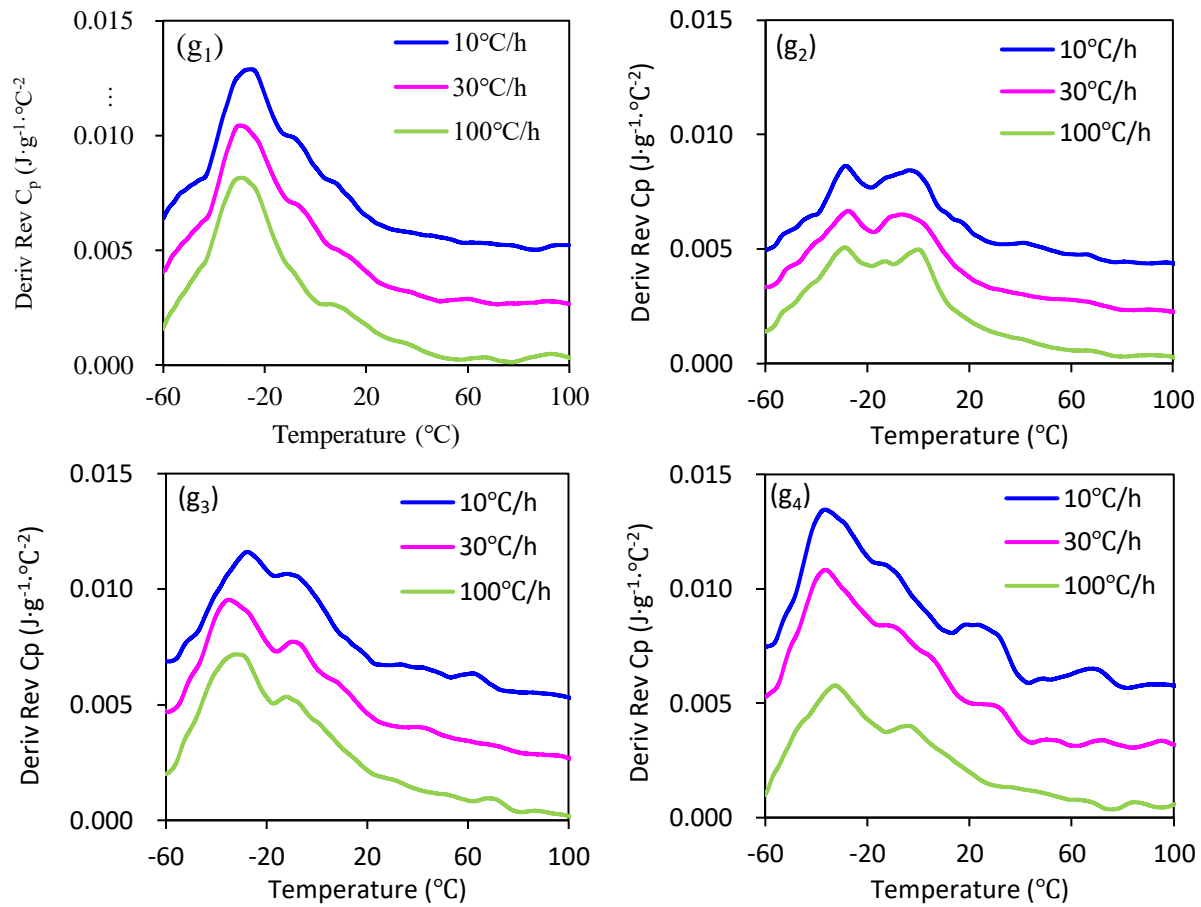 (g1)
10°C/h
30°C/h
100°C/h
0.015
0.010
0.005
0.000
Deriv Rev Cp (J·g-1·°C-2
...
-60 -20 20 60 100
Temperature (°C)
(g2)
10°C/h
30°C/h
100°C/h
0.015
0.010
0.005
0.000
Deriv Rev Cp (J·g-1·°C-2)
-60 -20 20 60 100
Temperature (°C)
(g3)
10°C/h
30°C/h
100°C/h
0.015
0.010
0.005
0.000
Deriv Rev Cp (J·g-1·°C-2)
-60 -20 20 60 100
Temperature (°C)
(g4)
10°C/h
30°C/h
100°C/h
0.015
0.010
0.005
0.000
Deriv Rev Cp (J·g-1·°C-2)
-60 -20 20 60 100
Temperature (°C)